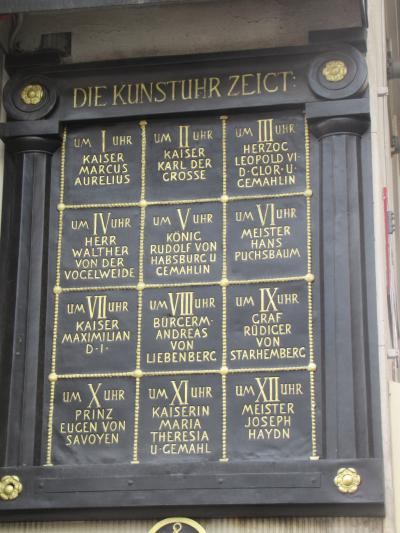 DIE KUNSTUHR ZEIGT:
UM I UHR
KAISER
MARCUS
AURELIUS
UM II UHR
KAISER
KARL DER
GROSSE
UM III UHR
HERZOG
LEOPOLD VI·
D·GLOR·U·
GEMAHLIN
UM IV UHR
HERR
WALTHER
VON DER
VOGELWEIDE
UM V UHR
KÖNIG
RUDOLF VON
HABSBURG U
GEMAHLIN
UM VI UHR
MEISTER
HANS
PUCHSBAUM
UM VII UHR
KAISER
MAXIMILIAN
D·I·
UM VIII UHR
BÜRGERM·
ANDREAS
VON
LIEBENBERG
UM IX UHR
GRAF
RÜDIGER
VON
STARHEMBERG
UM X UHR
PRINZ
EUGEN VON
SAVOYEN
UM XI UHR
KAISERIN
MARIA
THERESIA
U·GEMAHL
UM XII UHR
MEISTER
JOSEPH
HAYDN